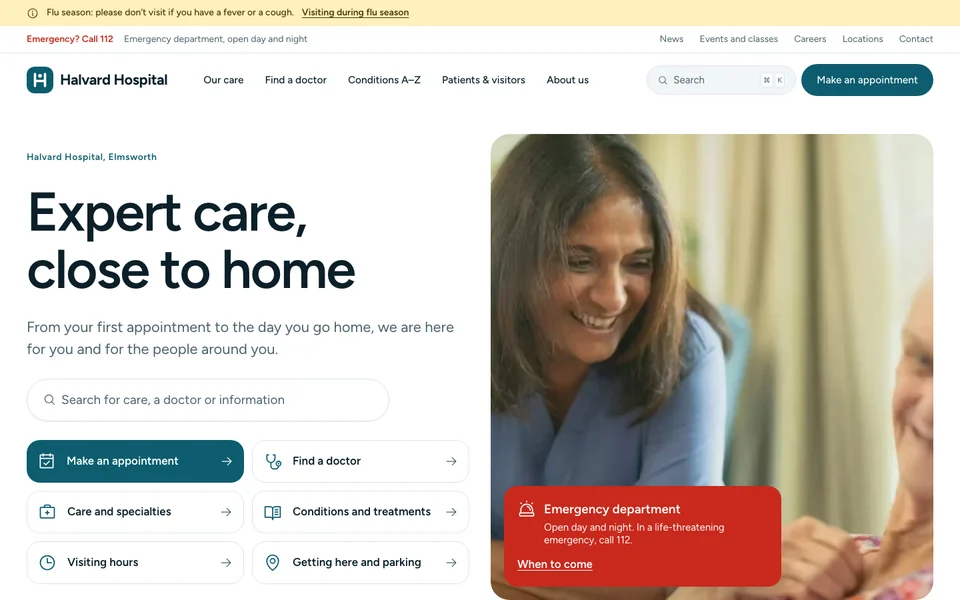 Flu season: please don't visit if you have a fever or a cough. Visiting during flu season
Emergency? Call 112 Emergency department, open day and night
News Events and classes Careers Locations Contact
Halvard Hospital
Our care Find a doctor Conditions A–Z Patients & visitors About us
Search ⌘ K
Make an appointment
Halvard Hospital, Elmsworth
Expert care,
close to home
From your first appointment to the day you go home, we are here
for you and for the people around you.
Search for care, a doctor or information
Make an appointment
Find a doctor
Care and specialties
Conditions and treatments
Visiting hours
Getting here and parking
Emergency department
Open day and night. In a life-threatening
emergency, call 112.
When to come